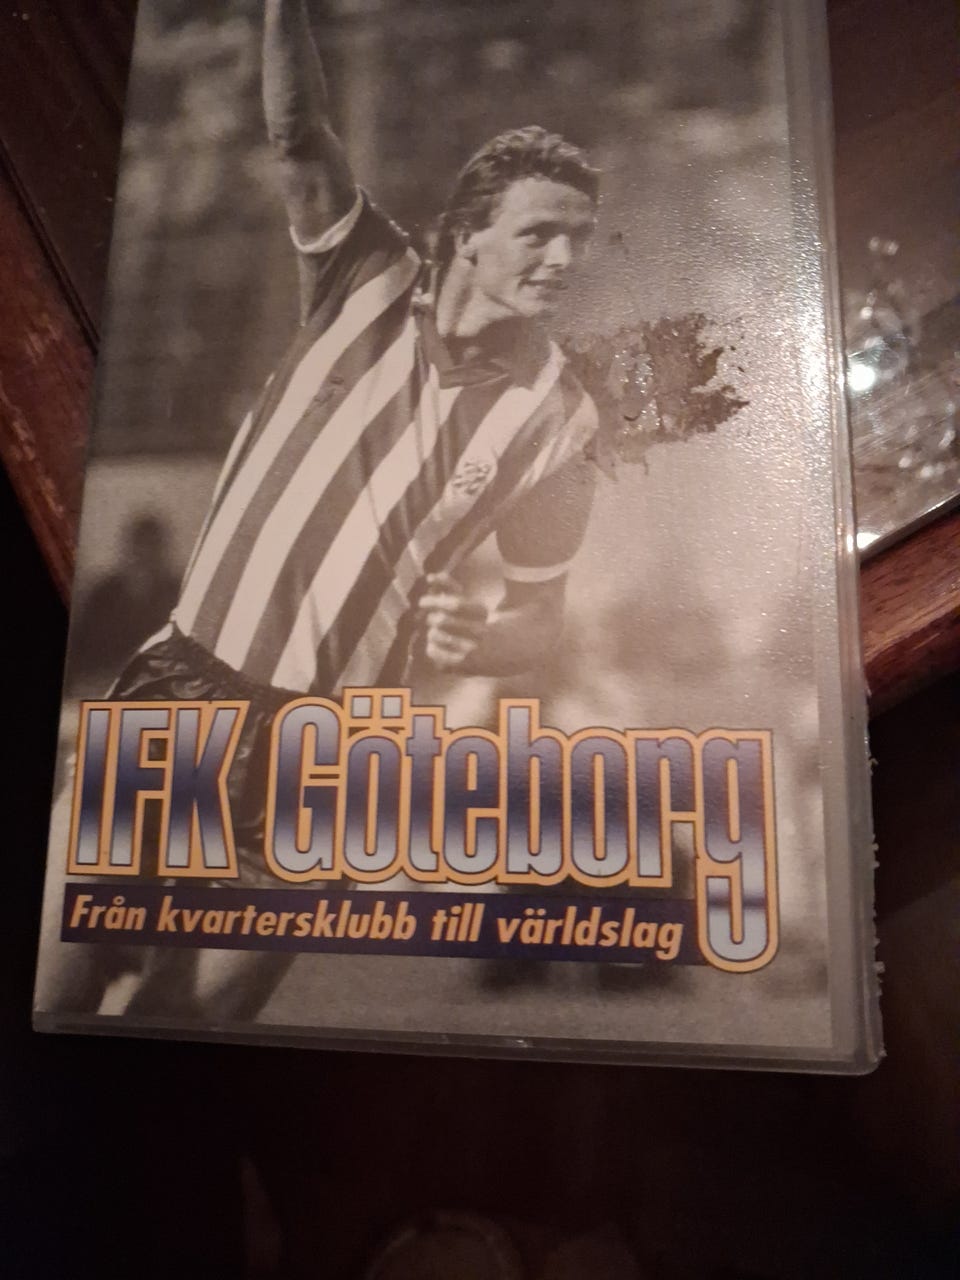 IFK Göteborg
Från kvartersklubb till världslag